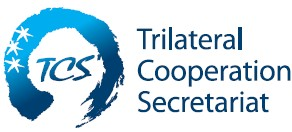 TCS
Trilateral
Cooperation
Secretariat